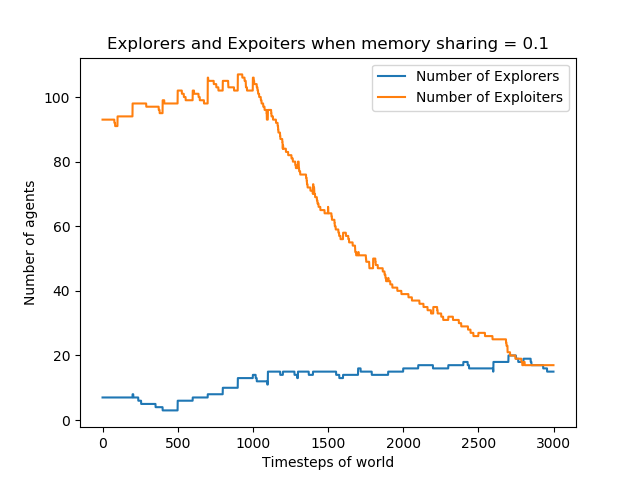 Explorers and Expoiters when memory sharing = 0.1
Number of Explorers
Number of Exploiters
Number of agents
100
80
60
40
20
0
0 500 1000 1500 2000 2500 3000
Timesteps of world